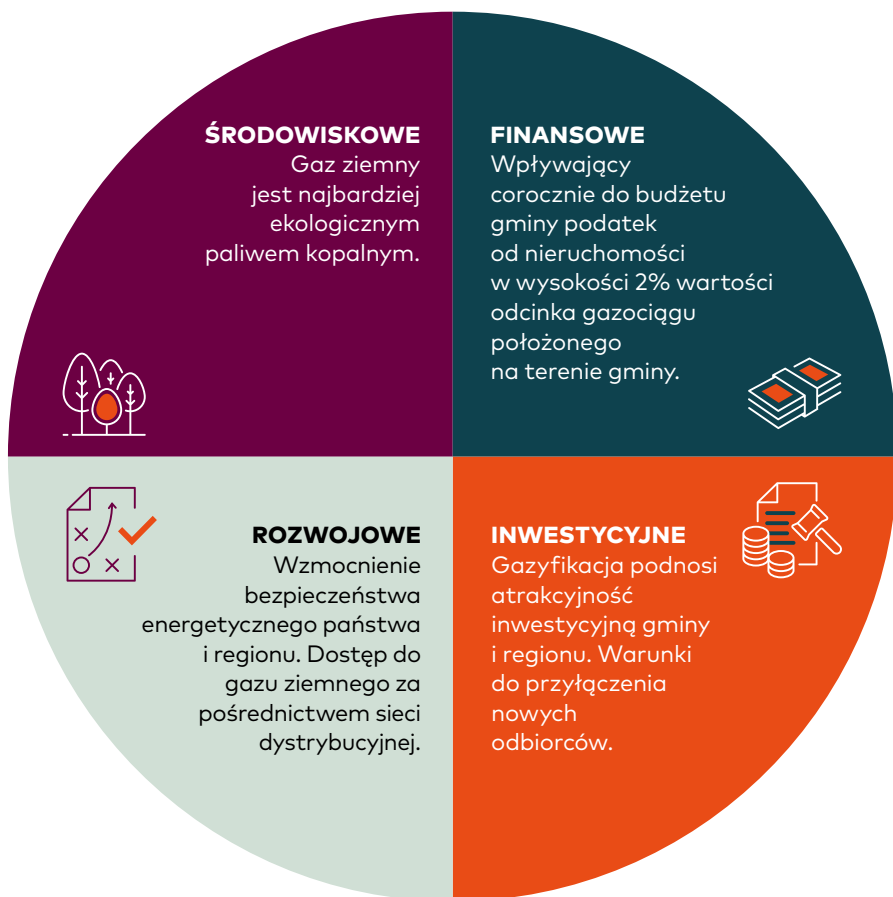 ŚRODOWISKOWE
Gaz ziemny
jest najbardziej
ekologicznym
paliwem kopalnym.
FINANSOWE
Wpływający
corocznie do budżetu
gminy podatek
od nieruchomości
w wysokości 2% wartości
odcinka gazociągu
położonego
na terenie gminy.
ROZWOJOWE
Wzmocnienie
bezpieczeństwa
energetycznego państwa
i regionu. Dostęp do
gazu ziemnego za
pośrednictwem sieci
dystrybucyjnej.
INWESTYCYJNE
Gazyfikacja podnosi
atrakcyjność
inwestycyjną gminy
i regionu. Warunki
do przyłączenia
nowych
odbiorców.